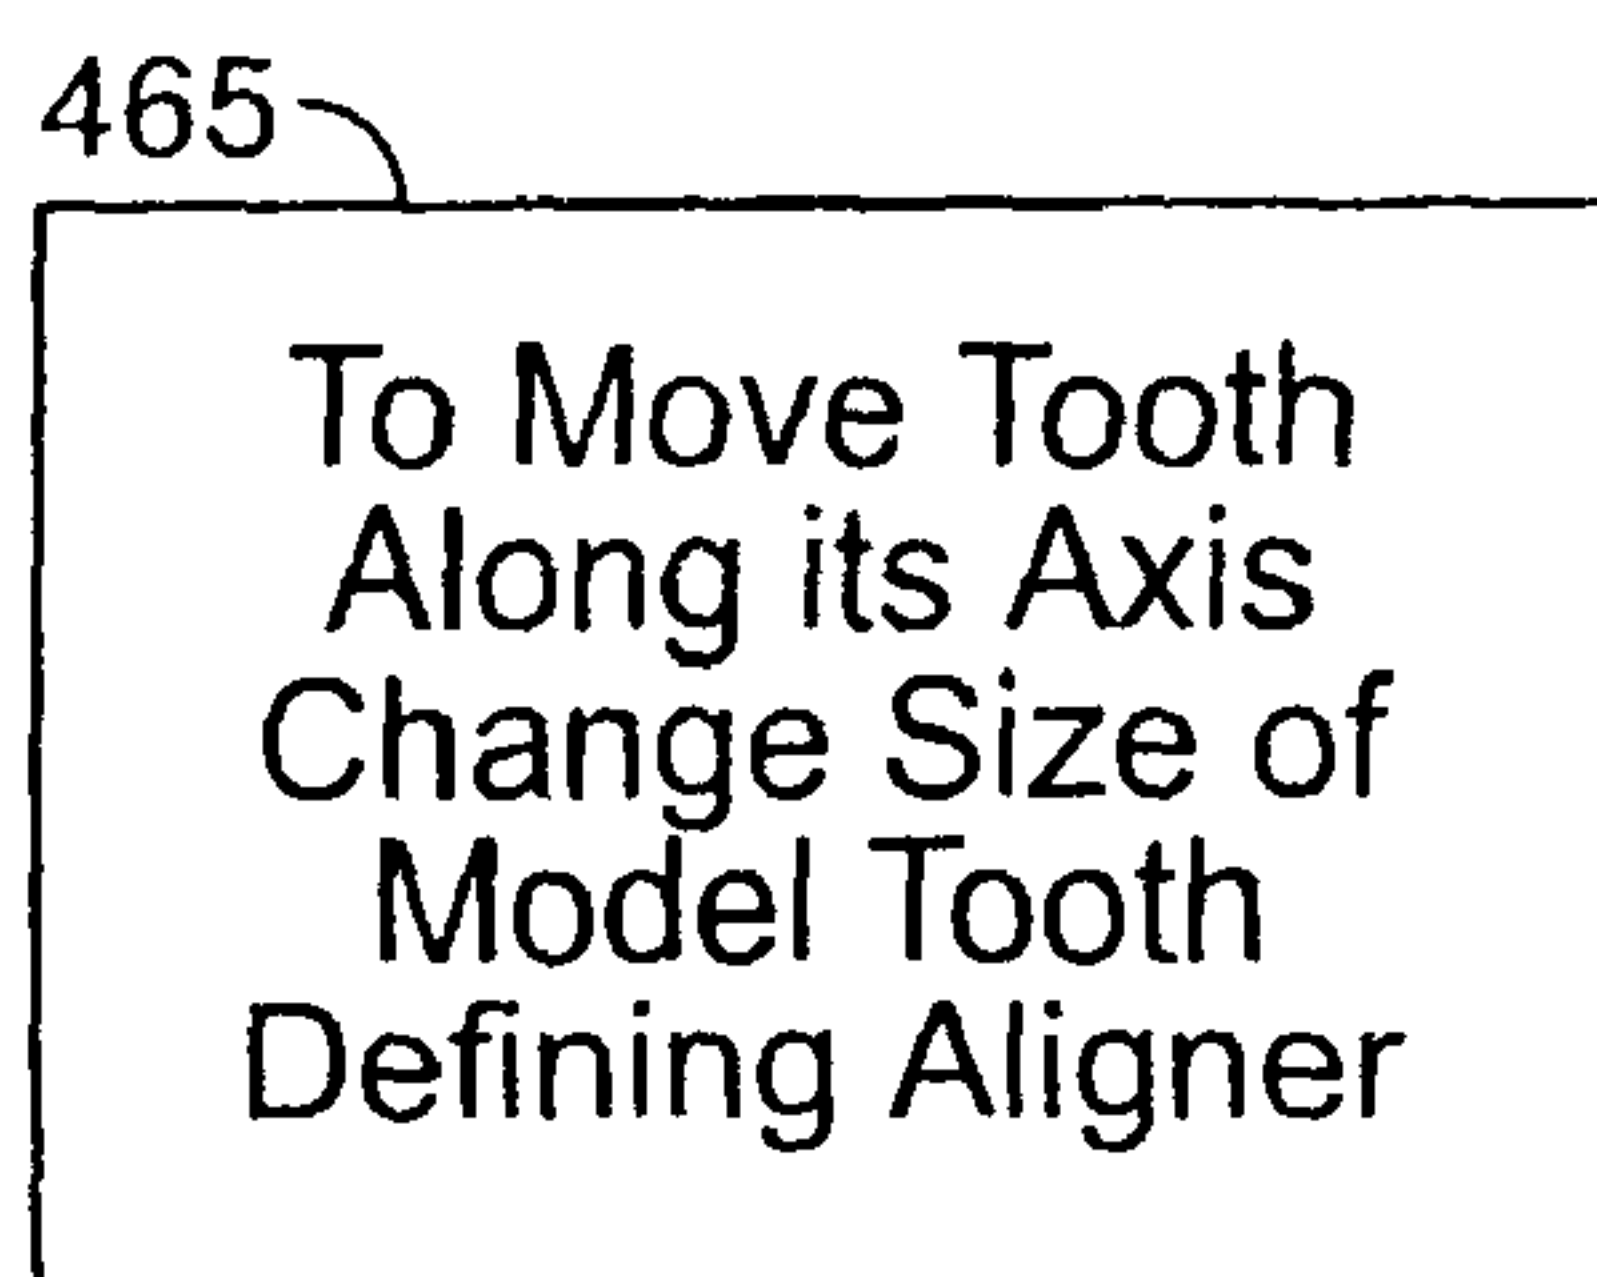 465
To Move Tooth
Along its Axis
Change Size of
Model Tooth
Defining Aligner